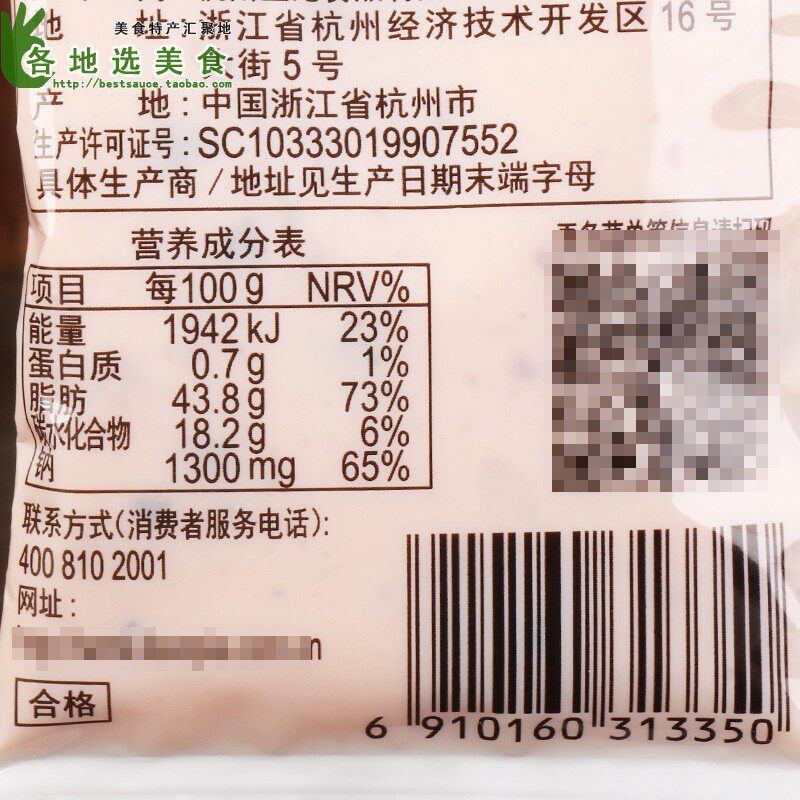 美食特产汇聚地
各地选美食
http://bestsauce.taobao.com
地 址:浙江省杭州经济技术开发区16号
大街5号
产 地:中国浙江省杭州市
生产许可证号:SC10333019907552
具体生产商/地址见生产日期末端字母
营养成分表
项目 每100g NRV%
能量 1942kJ 23%
蛋白质 0.7g 1%
脂肪 43.8g 73%
碳水化合物 18.2g 6%
钠 1300mg 65%
联系方式(消费者服务电话):
400 810 2001
网址:
合格
6 910160 313350